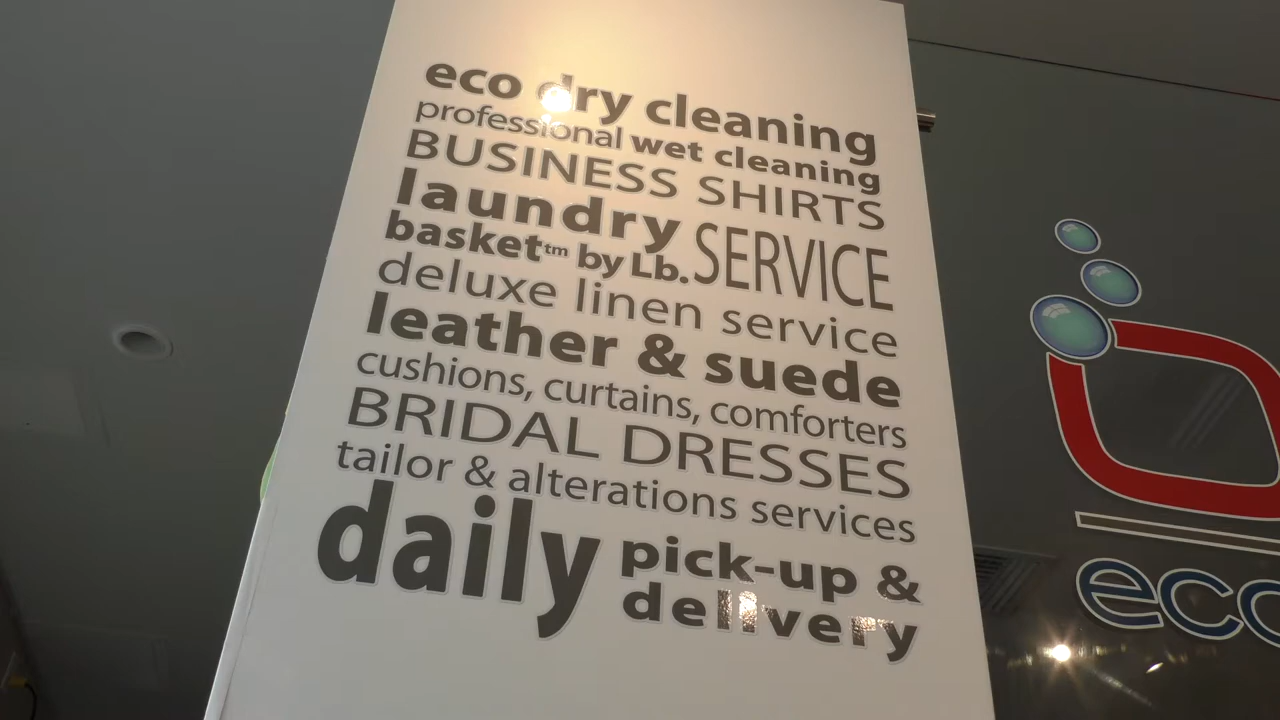 eco dry cleaning
professional wet cleaning
BUSINESS SHIRTS
laundry SERVICE
basket™ by Lb.
deluxe linen service
leather & suede
cushions, curtains, comforters
BRIDAL DRESSES
tailor & alterations services
daily pick-up &
delivery
eco